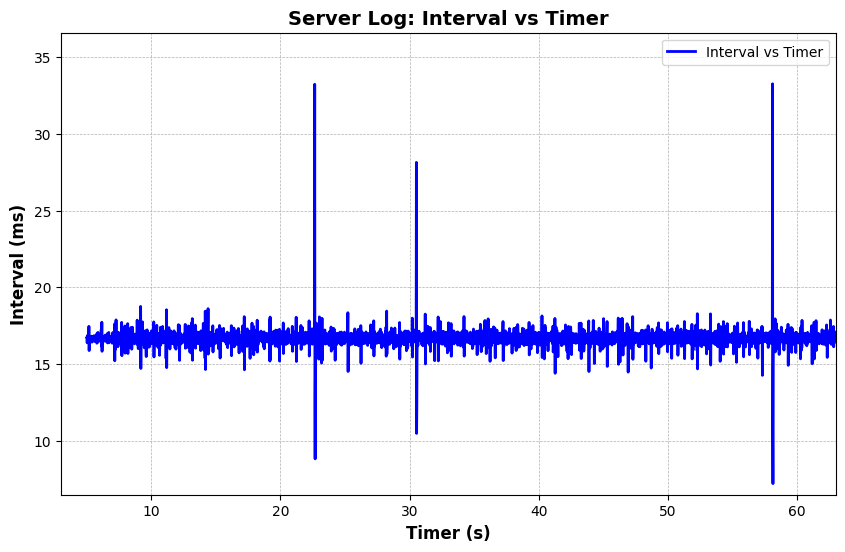 Server Log: Interval vs Timer
Interval vs Timer
Interval (ms)
35
30
25
20
15
10
10 20 30 40 50 60
Timer (s)